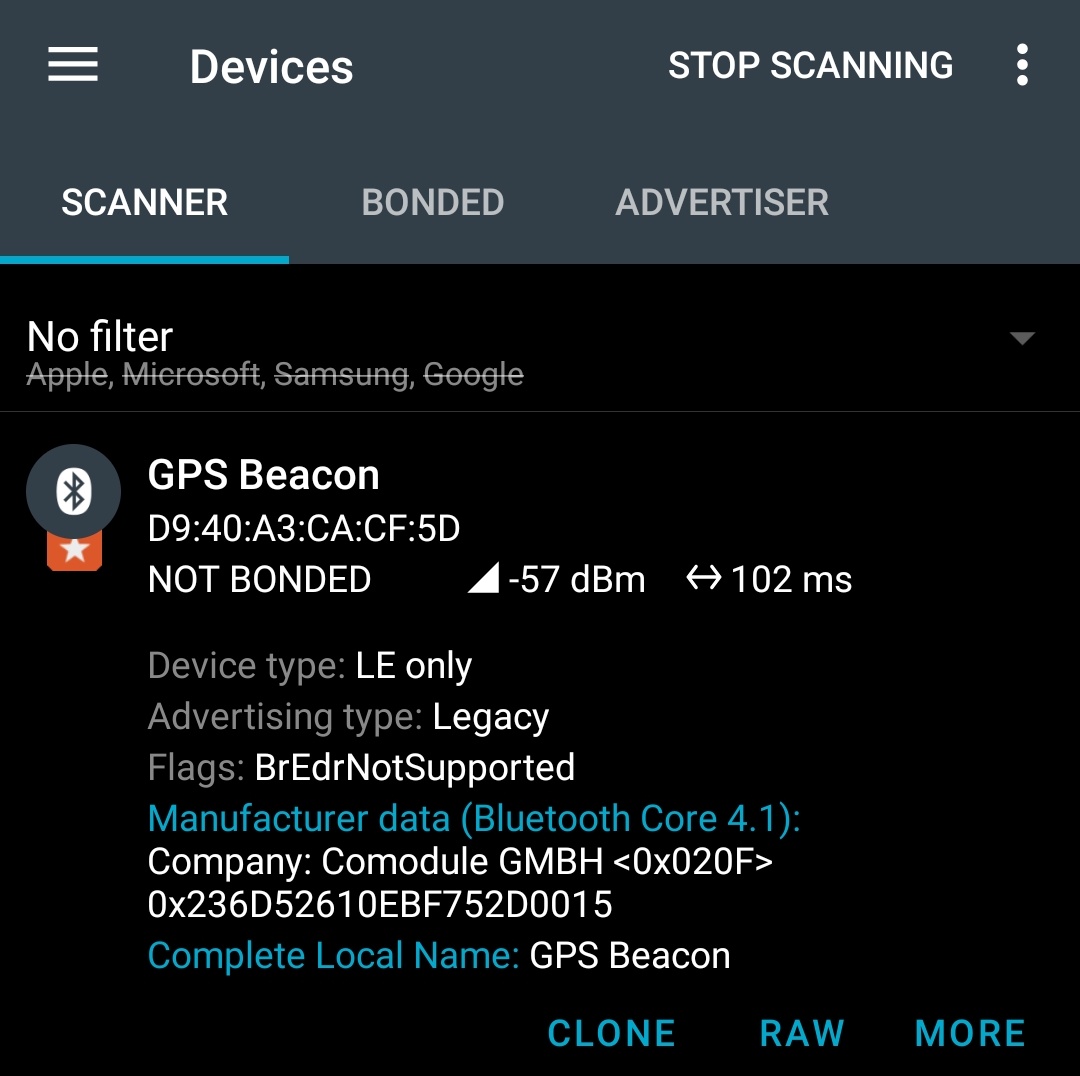 Devices
STOP SCANNING
SCANNER
BONDED
ADVERTISER
No filter
Apple, Microsoft, Samsung, Google
GPS Beacon
D9:40:A3:CA:CF:5D
NOT BONDED -57 dBm 102 ms
Device type: LE only
Advertising type: Legacy
Flags: BrEdrNotSupported
Manufacturer data (Bluetooth Core 4.1):
Company: Comodule GMBH <0x020F>
0x236D52610EBF752D0015
Complete Local Name: GPS Beacon
CLONE RAW MORE